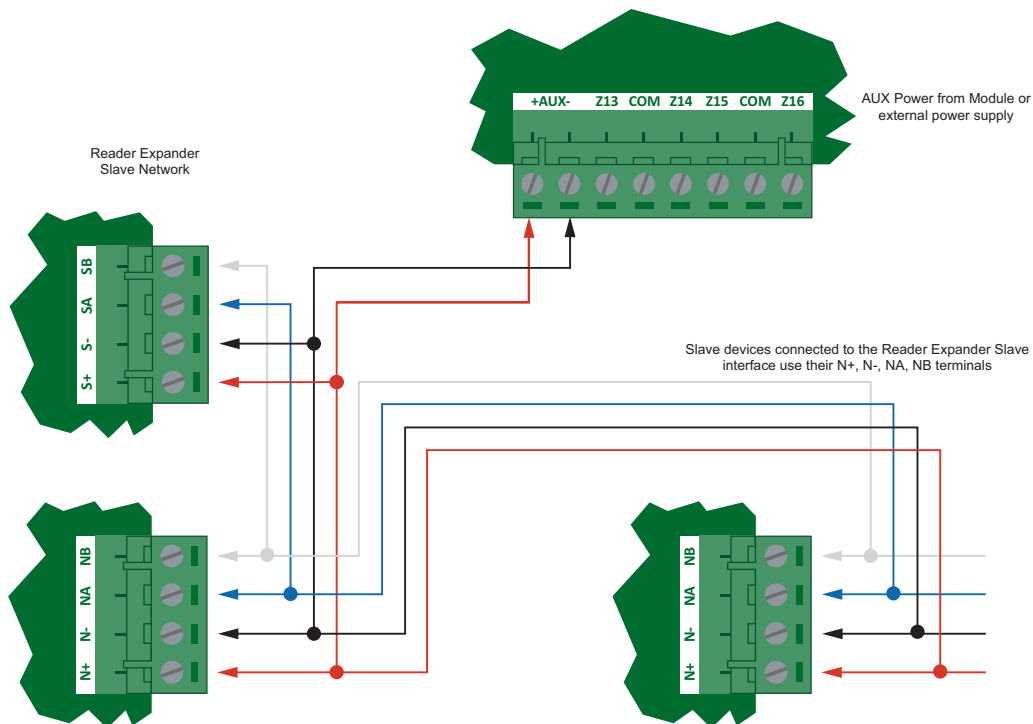 +AUX- Z13 COM Z14 Z15 COM Z16
AUX Power from Module or
external power supply
Reader Expander
Slave Network
SB
SA
S-
S+
Slave devices connected to the Reader Expander Slave
interface use their N+, N-, NA, NB terminals
NB
NA
N-
N+
NB
NA
N-
N+